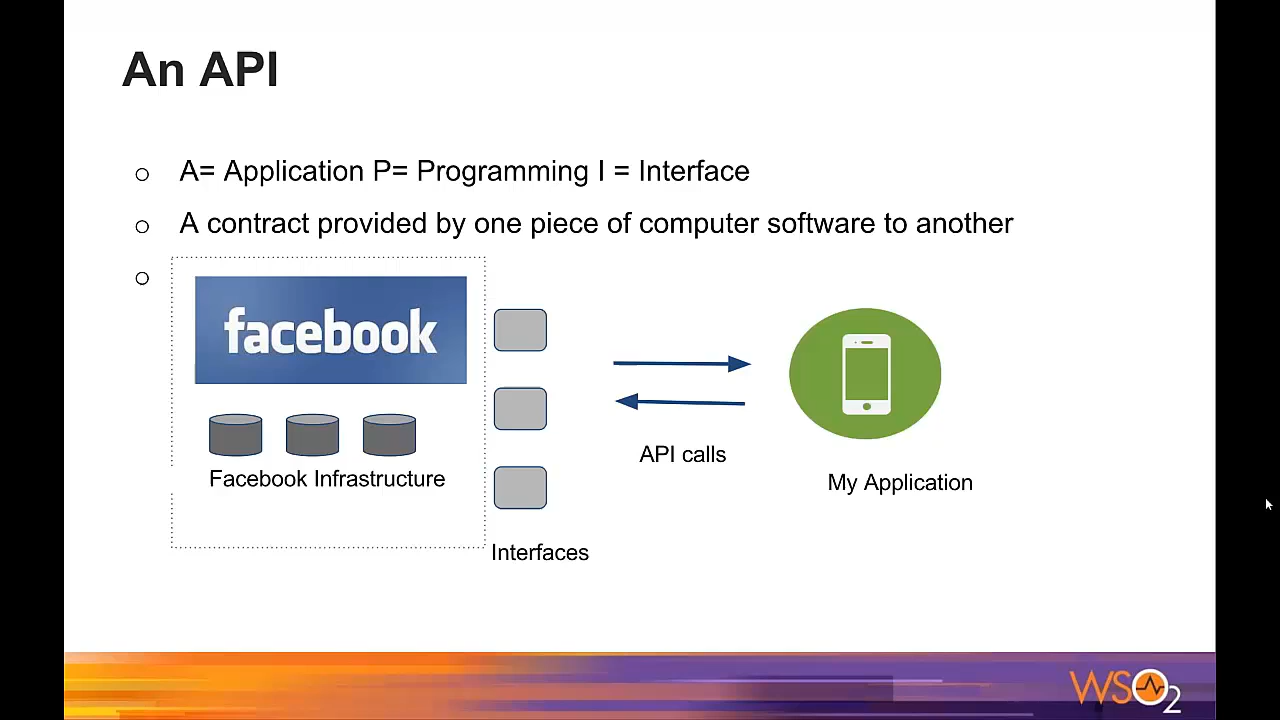 An API
A= Application P= Programming I = Interface
A contract provided by one piece of computer software to another
facebook
Facebook Infrastructure
Interfaces
API calls
My Application
WSO2